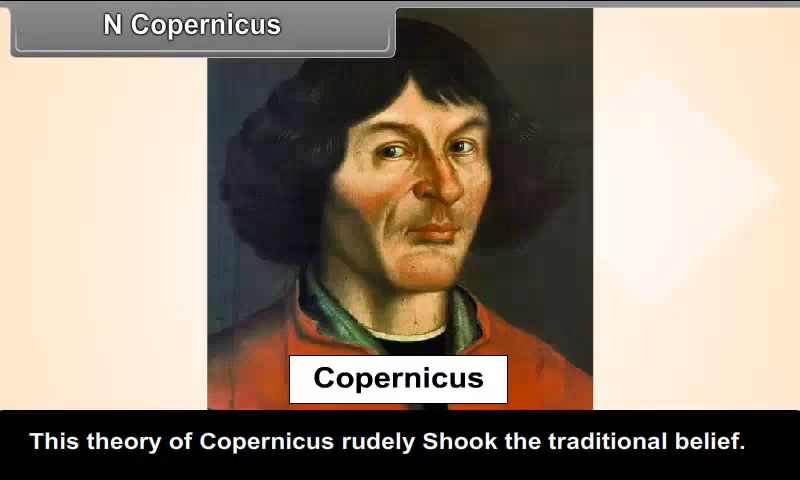 N Copernicus
Copernicus
This theory of Copernicus rudely Shook the traditional belief.